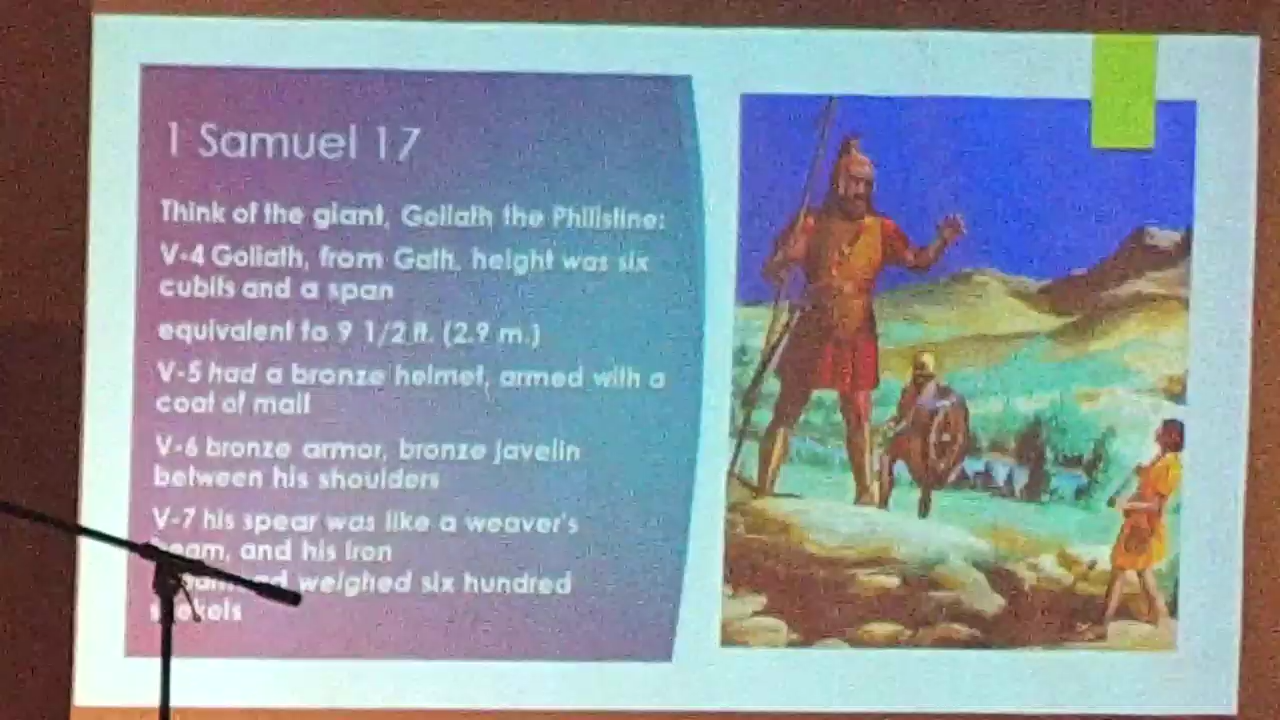 1 Samuel 17
Think of the giant, Goliath the Philistine:
V-4 Goliath, from Gath, height was six
cubits and a span
equivalent to 9 1/2 ft. (2.9 m.)
V-5 had a bronze helmet, armed with a
coat of mail
V-6 bronze armor, bronze javelin
between his shoulders
V-7 his spear was like a weaver's
beam, and his iron
weighed six hundred
shekels